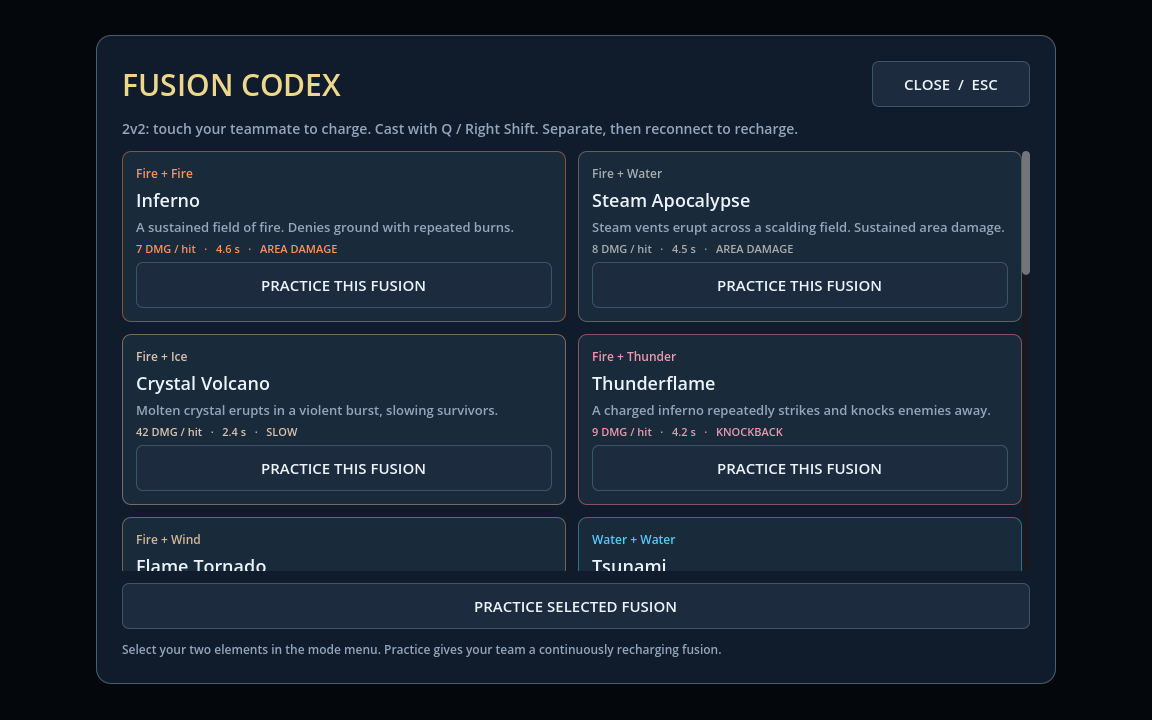 FUSION CODEX
CLOSE / ESC
2v2: touch your teammate to charge. Cast with Q / Right Shift. Separate, then reconnect to recharge.
Fire + Fire
Inferno
A sustained field of fire. Denies ground with repeated burns.
7 DMG / hit · 4.6 s · AREA DAMAGE
PRACTICE THIS FUSION
Fire + Water
Steam Apocalypse
Steam vents erupt across a scalding field. Sustained area damage.
8 DMG / hit · 4.5 s · AREA DAMAGE
PRACTICE THIS FUSION
Fire + Ice
Crystal Volcano
Molten crystal erupts in a violent burst, slowing survivors.
42 DMG / hit · 2.4 s · SLOW
PRACTICE THIS FUSION
Fire + Thunder
Thunderflame
A charged inferno repeatedly strikes and knocks enemies away.
9 DMG / hit · 4.2 s · KNOCKBACK
PRACTICE THIS FUSION
Fire + Wind
Flame Tornado
Water + Water
Tsunami
PRACTICE SELECTED FUSION
Select your two elements in the mode menu. Practice gives your team a continuously recharging fusion.